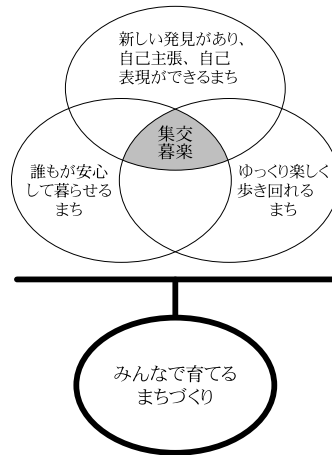 新しい発見があり、
自己主張、自己
表現ができるまち
集交
暮楽
誰もが安心
して暮らせる
まち
ゆっくり楽しく
歩き回れる
まち
みんなで育てる
まちづくり